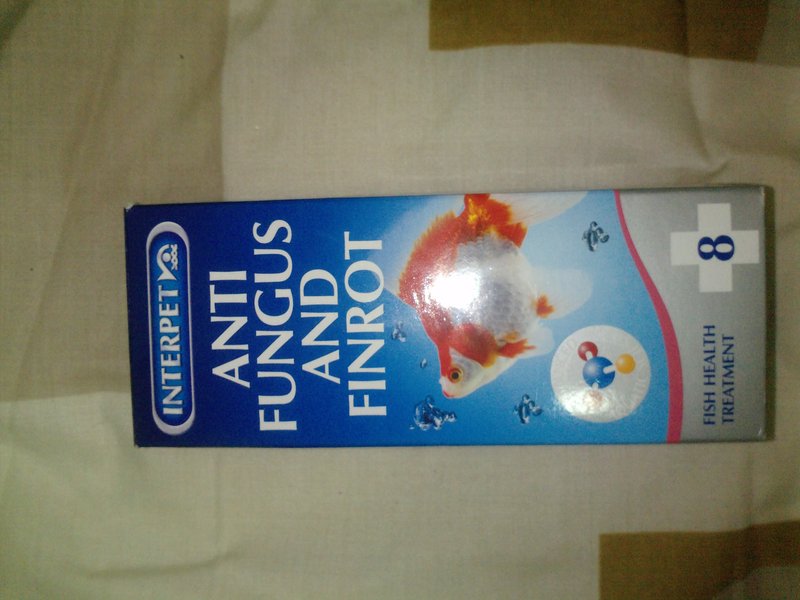 INTERPET
ANTI
FUNGUS
AND
FINROT
8
FISH HEALTH
TREATMENT